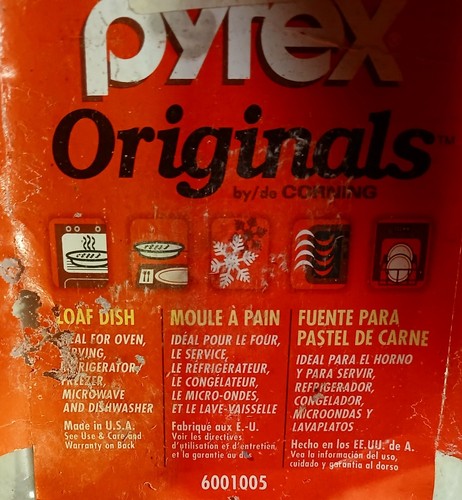 pyrex
Originals™
by/de CORNING
LOAF DISH
IDEAL FOR OVEN,
SERVING,
REFRIGERATOR,
FREEZER,
MICROWAVE
AND DISHWASHER
Made in U.S.A.
See Use & Care and
Warranty on Back
MOULE À PAIN
IDÉAL POUR LE FOUR,
LE SERVICE,
LE RÉFRIGÉRATEUR,
LE CONGÉLATEUR,
LE MICRO-ONDES,
ET LE LAVE-VAISSELLE
Fabriqué aux É.-U.
Voir les directives
d'utilisation et d'entretien
et la garantie au dos
FUENTE PARA
PASTEL DE CARNE
IDEAL PARA EL HORNO
Y PARA SERVIR,
REFRIGERADOR,
CONGELADOR,
MICROONDAS Y
LAVAPLATOS
Hecho en los EE.UU. de A.
Vea la información del uso,
cuidado y garantía al dorso
6001005